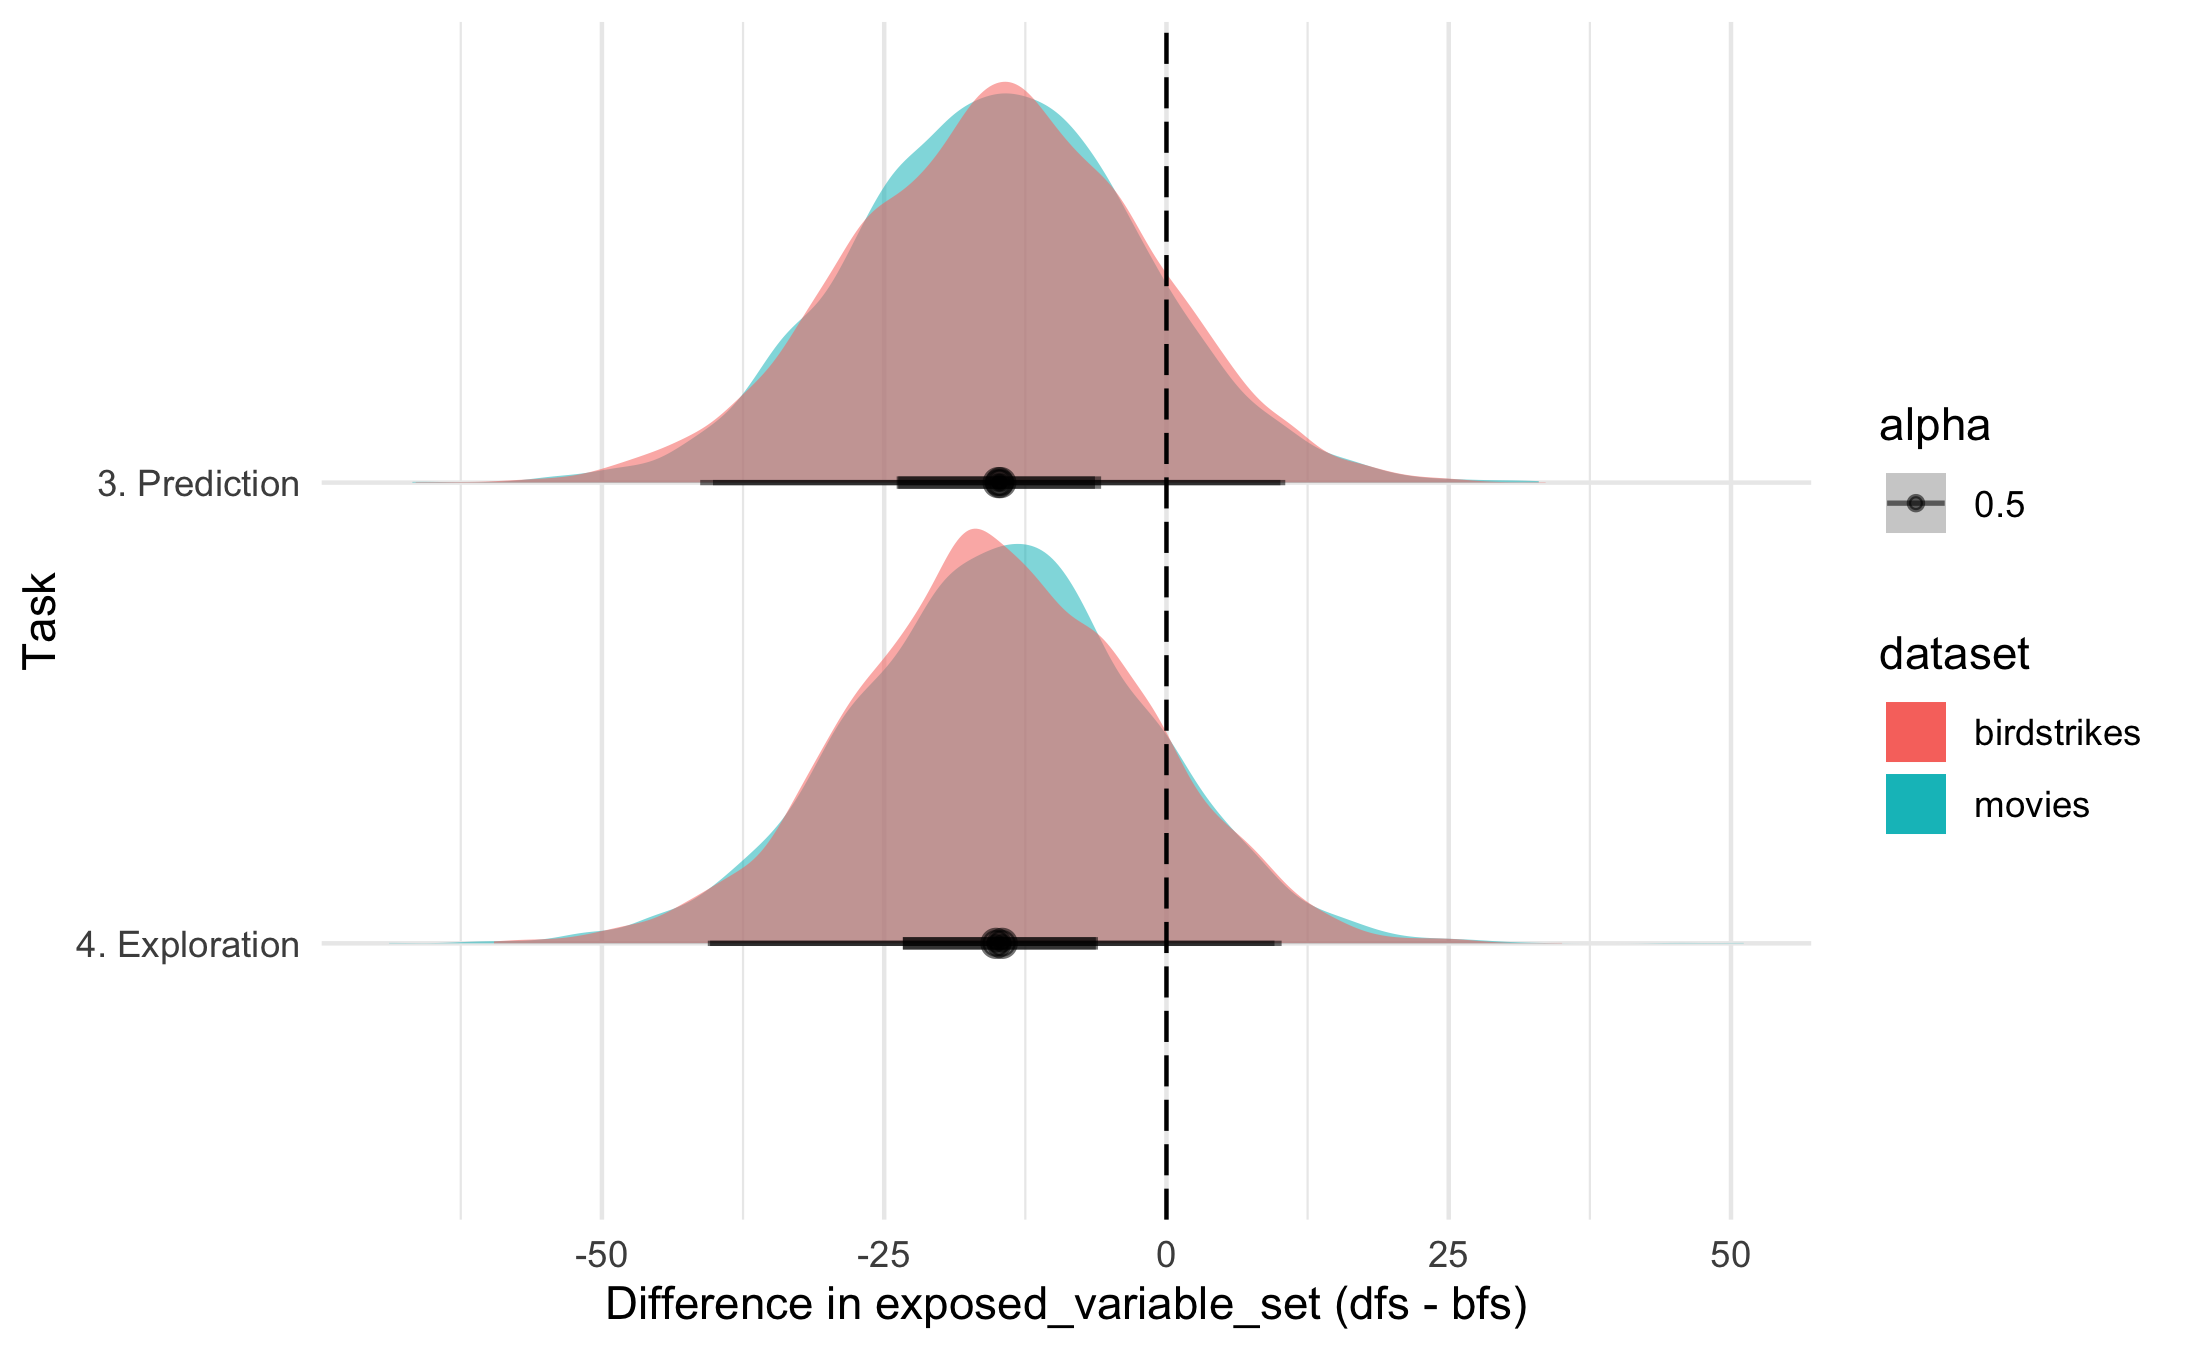 Task
3. Prediction
4. Exploration
-50
-25
0
25
50
Difference in exposed_variable_set (dfs - bfs)
alpha
0.5
dataset
birdstrikes
movies